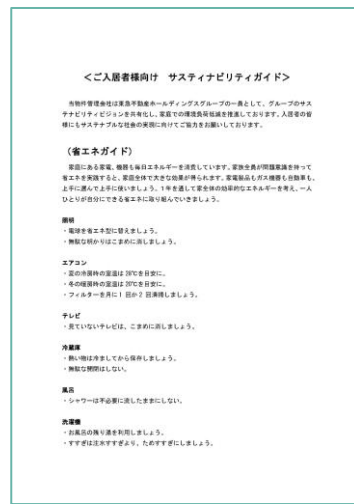 ＜ご入居者様向け　サスティナビリティガイド＞
当物件管理会社は東急不動産ホールディングスグループの一員として、グループのサス
テナビリティビジョンを共有化し、家庭での環境負荷低減を推進しております。入居者の皆
様にもサステナブルな社会の実現に向けてご協力をお願いしております。
（省エネガイド）
家庭にある家電、機器も毎日エネルギーを消費しています。家族全員が問題意識を持って
省エネを実践すると、家庭全体で大きな効果が得られます。家電製品もガス機器も自動車も、
上手に選んで上手に使いましょう。1年を通して家全体の効率的なエネルギーを考え、一人
ひとりが自分にできる省エネに取り組んでいきましょう。
照明
・電球を省エネ型に替えましょう。
・無駄な明かりはこまめに消しましょう。
エアコン
・夏の冷房時の室温は28℃を目安に。
・冬の暖房時の室温は20℃を目安に。
・フィルターを月に1回か2回清掃しましょう。
テレビ
・見ていないテレビは、こまめに消しましょう。
冷蔵庫
・熱い物は冷ましてから保存しましょう。
・無駄な開閉はしない。
風呂
・シャワーは不必要に流したままにしない。
洗濯機
・お風呂の残り湯を利用しましょう。
・すすぎは注水すすぎより、ためすすぎにしましょう。